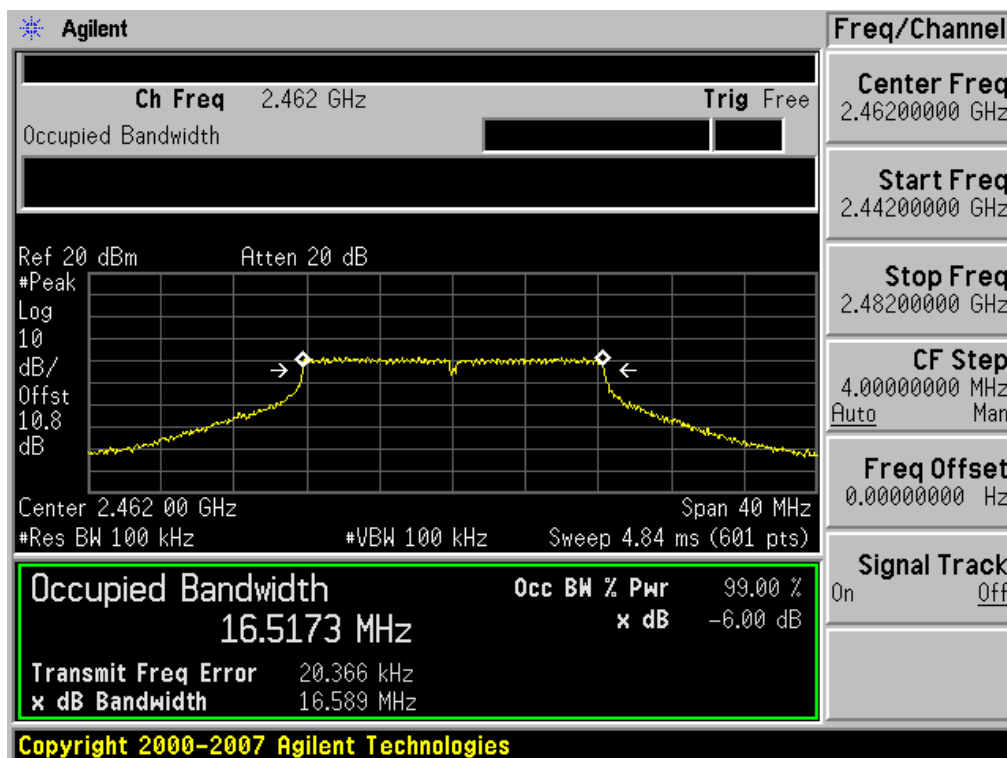 Agilent
Freq/Channel
Ch Freq 2.462 GHz Trig Free
Occupied Bandwidth
Center Freq
2.46200000 GHz
Start Freq
2.44200000 GHz
Stop Freq
2.48200000 GHz
CF Step
4.00000000 MHz
Auto Man
Freq Offset
0.00000000 Hz
Signal Track
On Off
Ref 20 dBm Atten 20 dB
#Peak
Log
10
dB/
Offst
10.8
dB
Center 2.462 00 GHz Span 40 MHz
#Res BW 100 kHz #VBW 100 kHz Sweep 4.84 ms (601 pts)
Occupied Bandwidth Occ BW % Pwr 99.00 %
16.5173 MHz x dB -6.00 dB
Transmit Freq Error 20.366 kHz
x dB Bandwidth 16.589 MHz
Copyright 2000-2007 Agilent Technologies